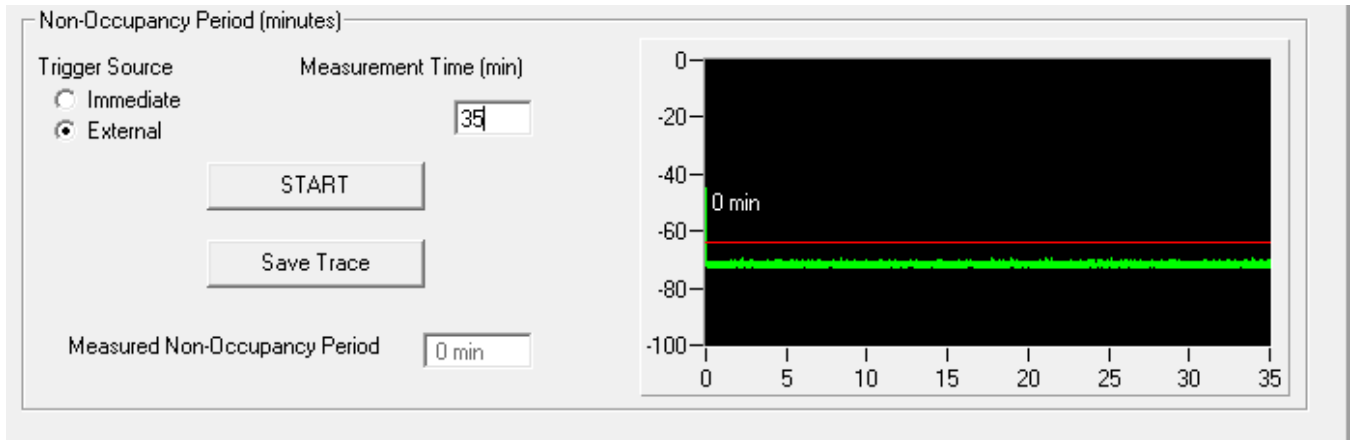 Non-Occupancy Period (minutes)
Trigger Source
Measurement Time (min)
Immediate
External
35
START
Save Trace
Measured Non-Occupancy Period
0 min
0
-20
-40
-60
-80
-100
0 min
0 5 10 15 20 25 30 35